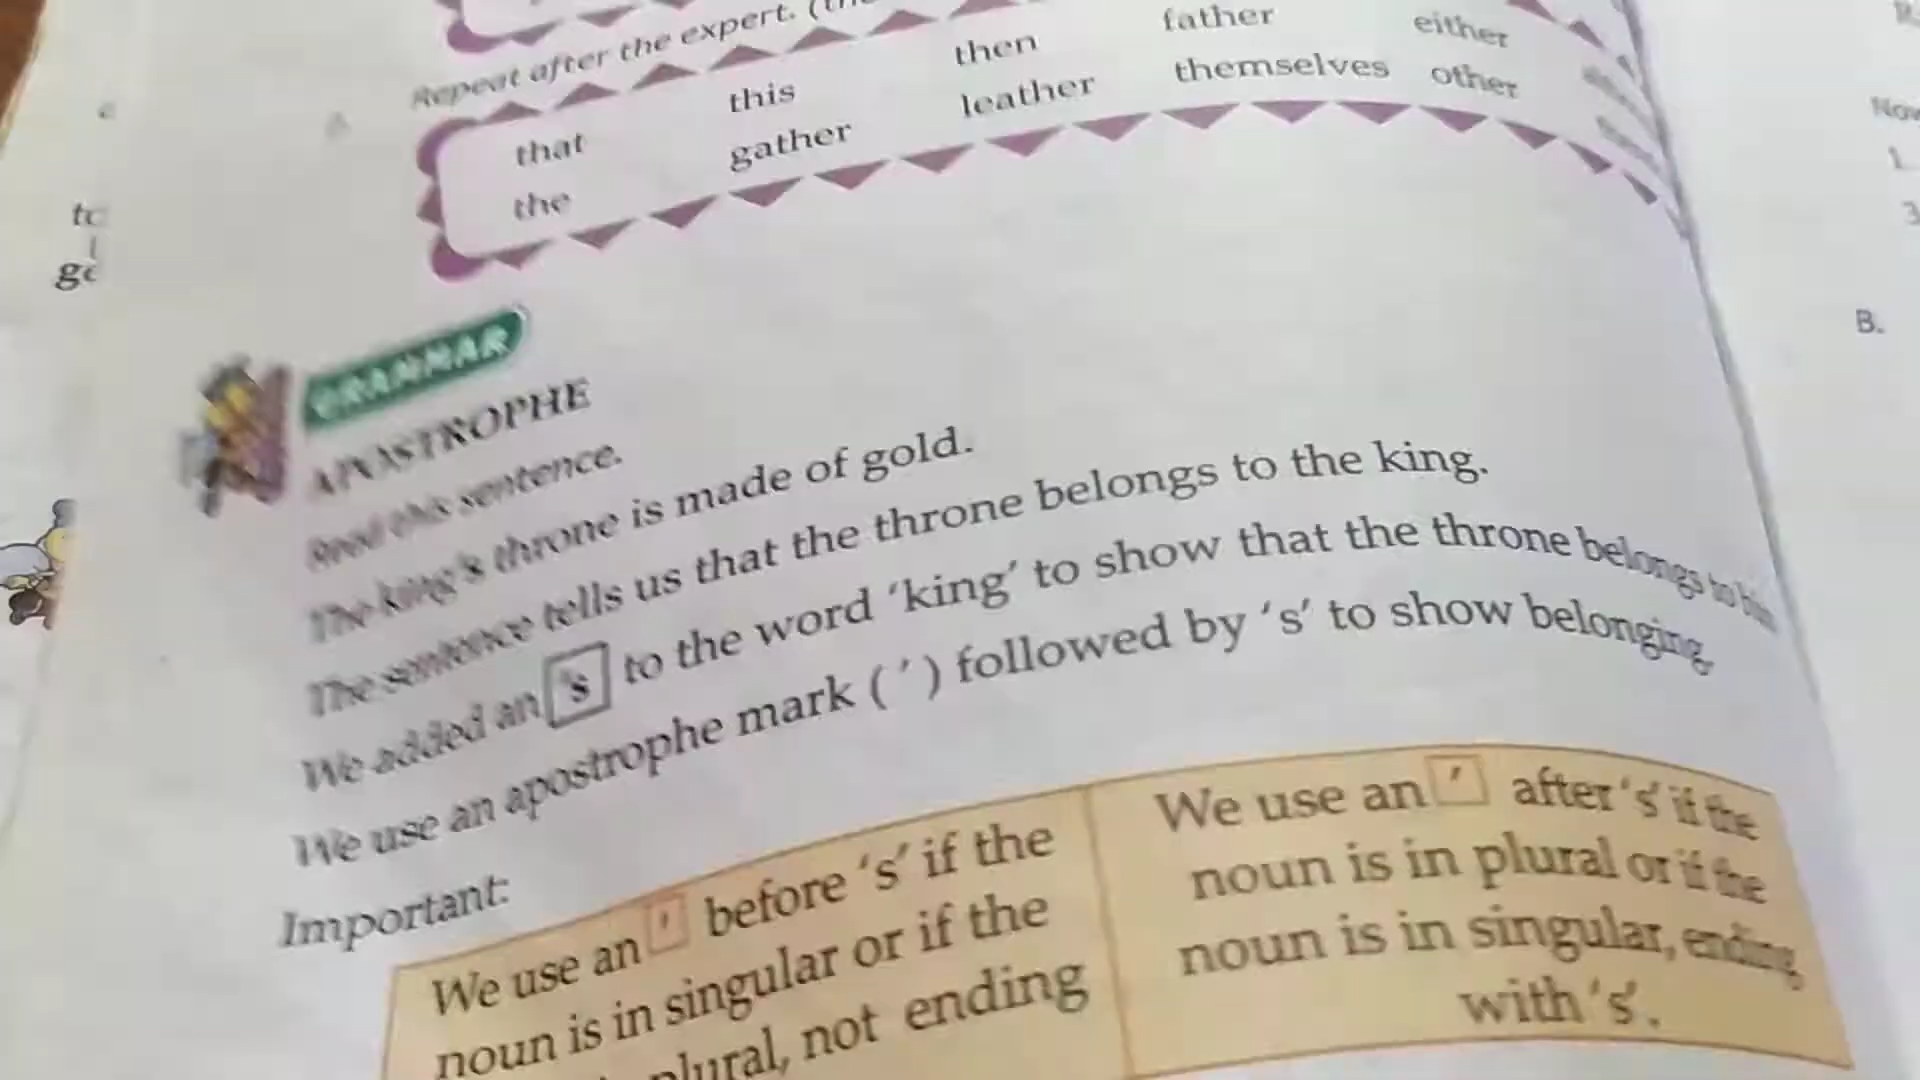 Repeat after the expert. (th
that this then father either
the gather leather themselves other
GRAMMAR
APOSTROPHE
Read this sentence.
The king's throne is made of gold.
The sentence tells us that the throne belongs to the king.
We added an 's to the word 'king' to show that the throne belongs to him
We use an apostrophe mark ( ' ) followed by 's' to show belonging.
Important:
We use an ' before 's' if the
noun is in singular or if the
plural, not ending
We use an ' after 's' if the
noun is in plural or if the
noun is in singular, ending
with 's'.
to
Now
1.
3
B.